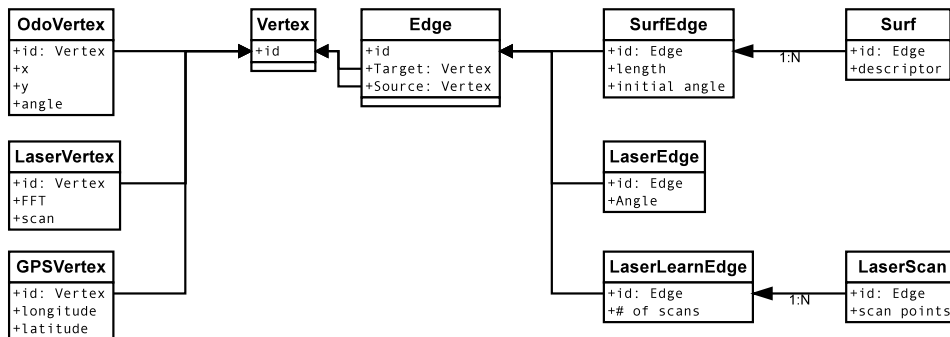 OdoVertex
+id: Vertex
+x
+y
+angle
Vertex
+id
Edge
+id
+Target: Vertex
+Source: Vertex
SurfEdge
+id: Edge
+length
+initial angle
1:N
Surf
+id: Edge
+descriptor
LaserVertex
+id: Vertex
+FFT
+scan
LaserEdge
+id: Edge
+Angle
GPSVertex
+id: Vertex
+longitude
+latitude
LaserLearnEdge
+id: Edge
+# of scans
1:N
LaserScan
+id: Edge
+scan points